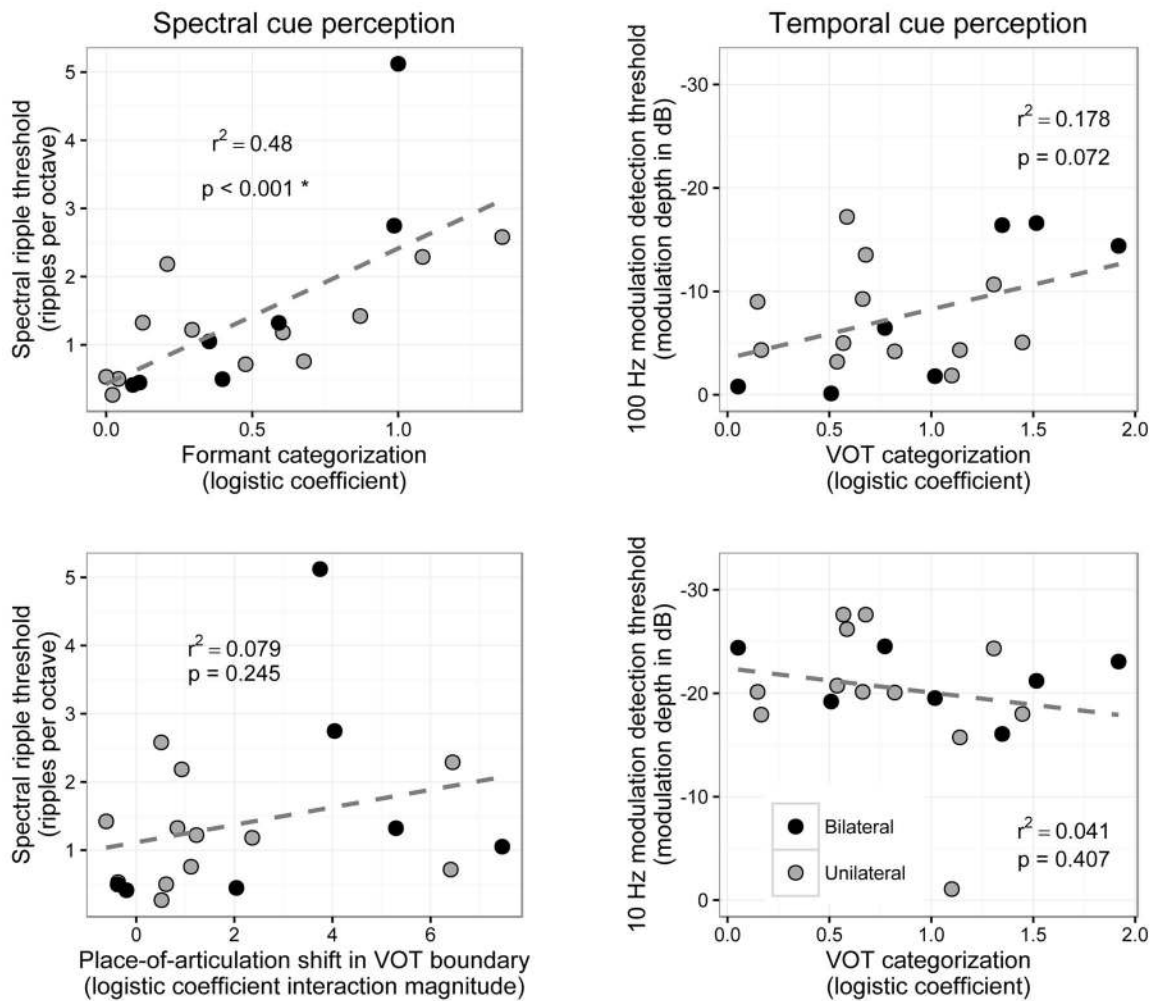 Spectral cue perception
Spectral ripple threshold
(ripples per octave)
5
4
3
2
1
r² = 0.48
p < 0.001 *
0.0 0.5 1.0
Formant categorization
(logistic coefficient)
Temporal cue perception
100 Hz modulation detection threshold
(modulation depth in dB)
-30
-20
-10
0
r² = 0.178
p = 0.072
0.0 0.5 1.0 1.5 2.0
VOT categorization
(logistic coefficient)
Spectral ripple threshold
(ripples per octave)
5
4
3
2
1
r² = 0.079
p = 0.245
0 2 4 6
Place-of-articulation shift in VOT boundary
(logistic coefficient interaction magnitude)
10 Hz modulation detection threshold
(modulation depth in dB)
-30
-20
-10
0
Bilateral
Unilateral
r² = 0.041
p = 0.407
0.0 0.5 1.0 1.5 2.0
VOT categorization
(logistic coefficient)